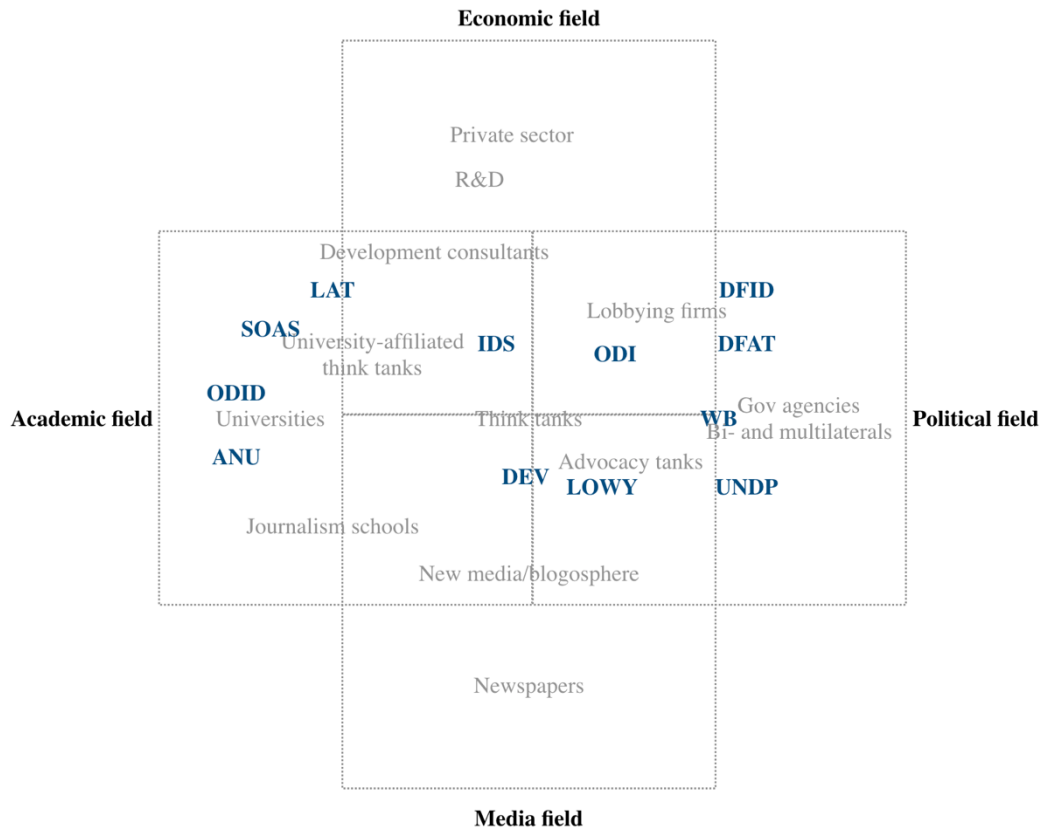 Economic field
Private sector
R&D
Development consultants
LAT
DFID
Lobbying firms
SOAS
University-affiliated
think tanks
IDS
ODI
DFAT
ODID
Gov agencies
Academic field
Universities
Think tanks
WB
Political field
Bi- and multilaterals
ANU
Advocacy tanks
DEV
LOWY
UNDP
Journalism schools
New media/blogosphere
Newspapers
Media field